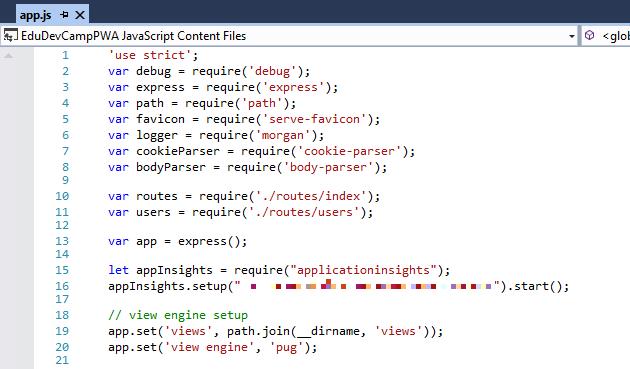 app.js
EduDevCampPWA JavaScript Content Files
<glob
1 'use strict';
2 var debug = require('debug');
3 var express = require('express');
4 var path = require('path');
5 var favicon = require('serve-favicon');
6 var logger = require('morgan');
7 var cookieParser = require('cookie-parser');
8 var bodyParser = require('body-parser');
9
10 var routes = require('./routes/index');
11 var users = require('./routes/users');
12
13 var app = express();
14
15 let appInsights = require("applicationinsights");
16 appInsights.setup(" ").start();
17
18 // view engine setup
19 app.set('views', path.join(__dirname, 'views'));
20 app.set('view engine', 'pug');
21